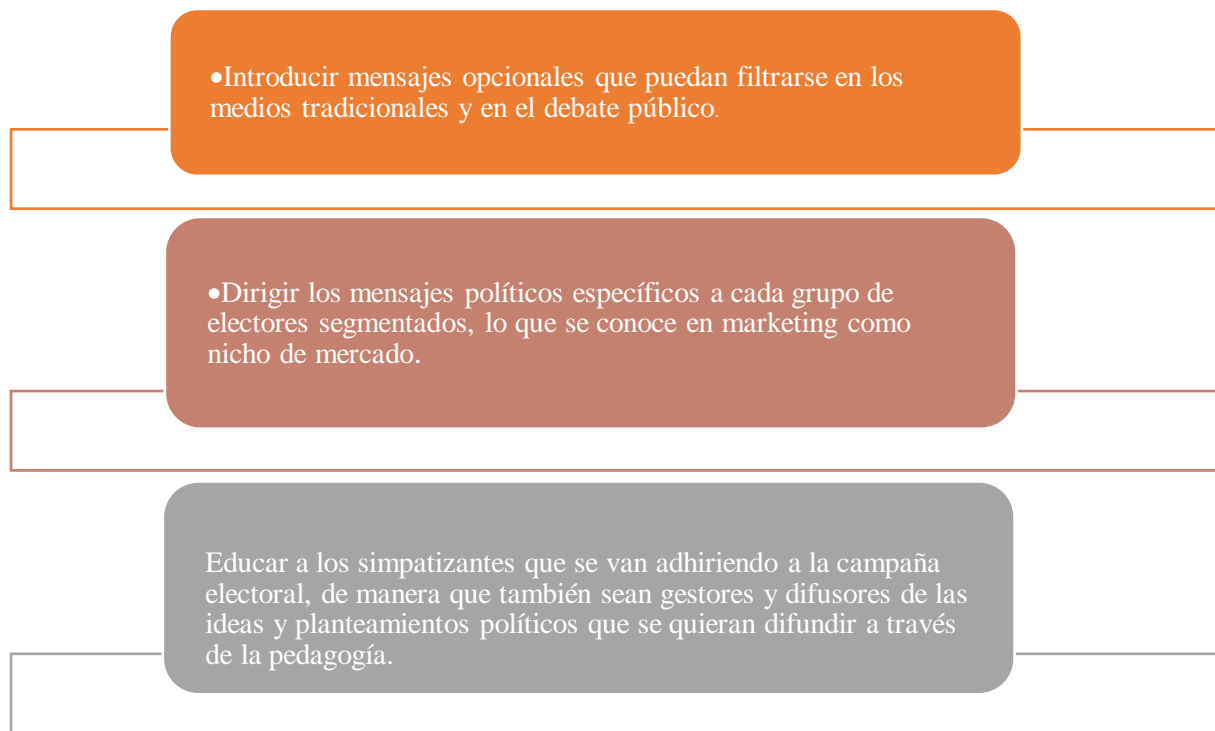 •Introducir mensajes opcionales que puedan filtrarse en los
medios tradicionales y en el debate público.
•Dirigir los mensajes políticos específicos a cada grupo de
electores segmentados, lo que se conoce en marketing como
nicho de mercado.
Educar a los simpatizantes que se van adhiriendo a la campaña
electoral, de manera que también sean gestores y difusores de las
ideas y planteamientos políticos que se quieran difundir a través
de la pedagogía.